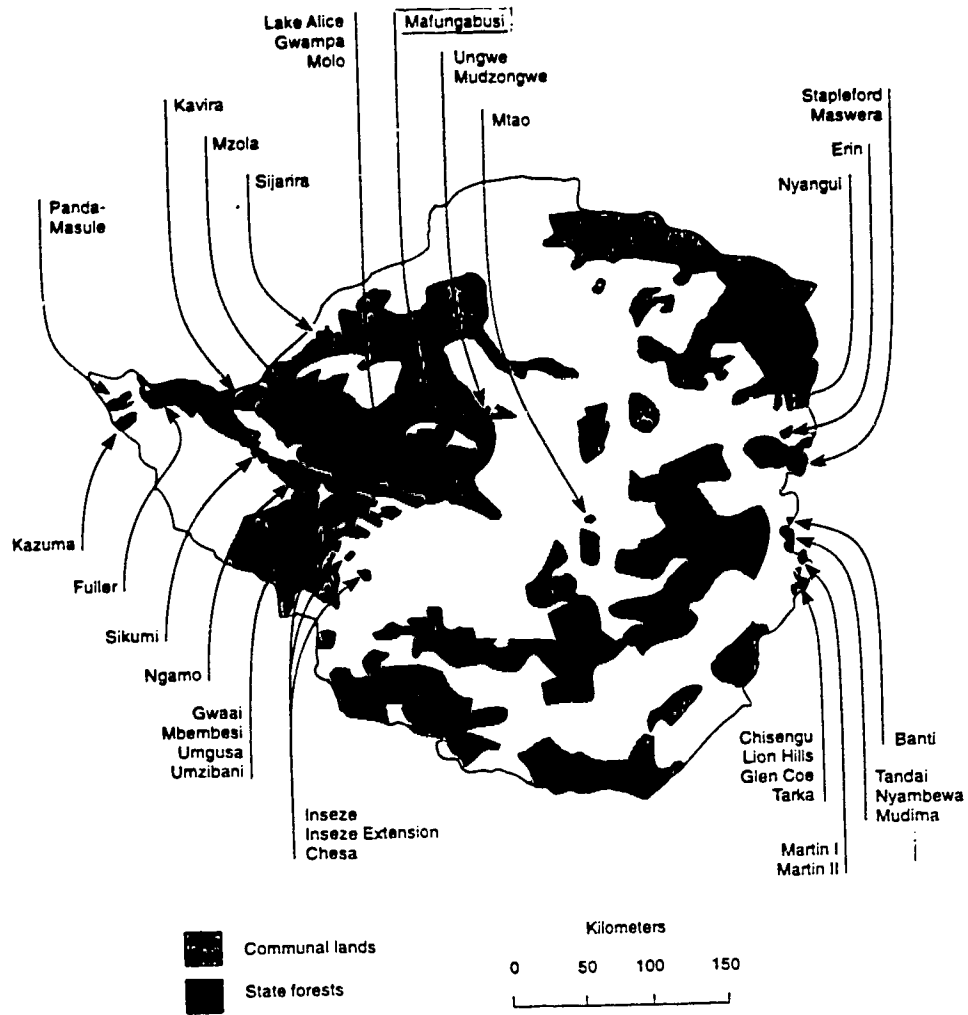 Lake Alice
Gwampa
Molo
Mafungabusi
Ungwe
Mudzongwe
Mtao
Kavira
Mzola
Sijarira
Panda-
Masule
Stapleford
Maswera
Erin
Nyangui
Kazuma
Fuller
Sikumi
Ngamo
Gwaai
Mbembesi
Umgusa
Umzibani
Inseze
Inseze Extension
Chesa
Chisengu
Lion Hills
Glen Coe
Tarka
Banti
Tandai
Nyambewa
Mudima
Martin I
Martin II
Communal lands
State forests
Kilometers
0 50 100 150